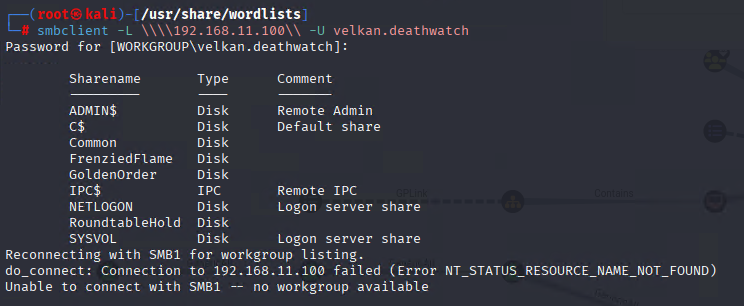 ┌──(root㉿kali)-[/usr/share/wordlists]
└─# smbclient -L \\\\192.168.11.100\\ -U velkan.deathwatch
Password for [WORKGROUP\velkan.deathwatch]:
Sharename Type Comment
--------- ---- -------
ADMIN$ Disk Remote Admin
C$ Disk Default share
Common Disk
FrenziedFlame Disk
GoldenOrder Disk
IPC$ IPC Remote IPC
NETLOGON Disk Logon server share
RoundtableHold Disk
SYSVOL Disk Logon server share
Reconnecting with SMB1 for workgroup listing.
do_connect: Connection to 192.168.11.100 failed (Error NT_STATUS_RESOURCE_NAME_NOT_FOUND)
Unable to connect with SMB1 -- no workgroup available
GPLink
Contains